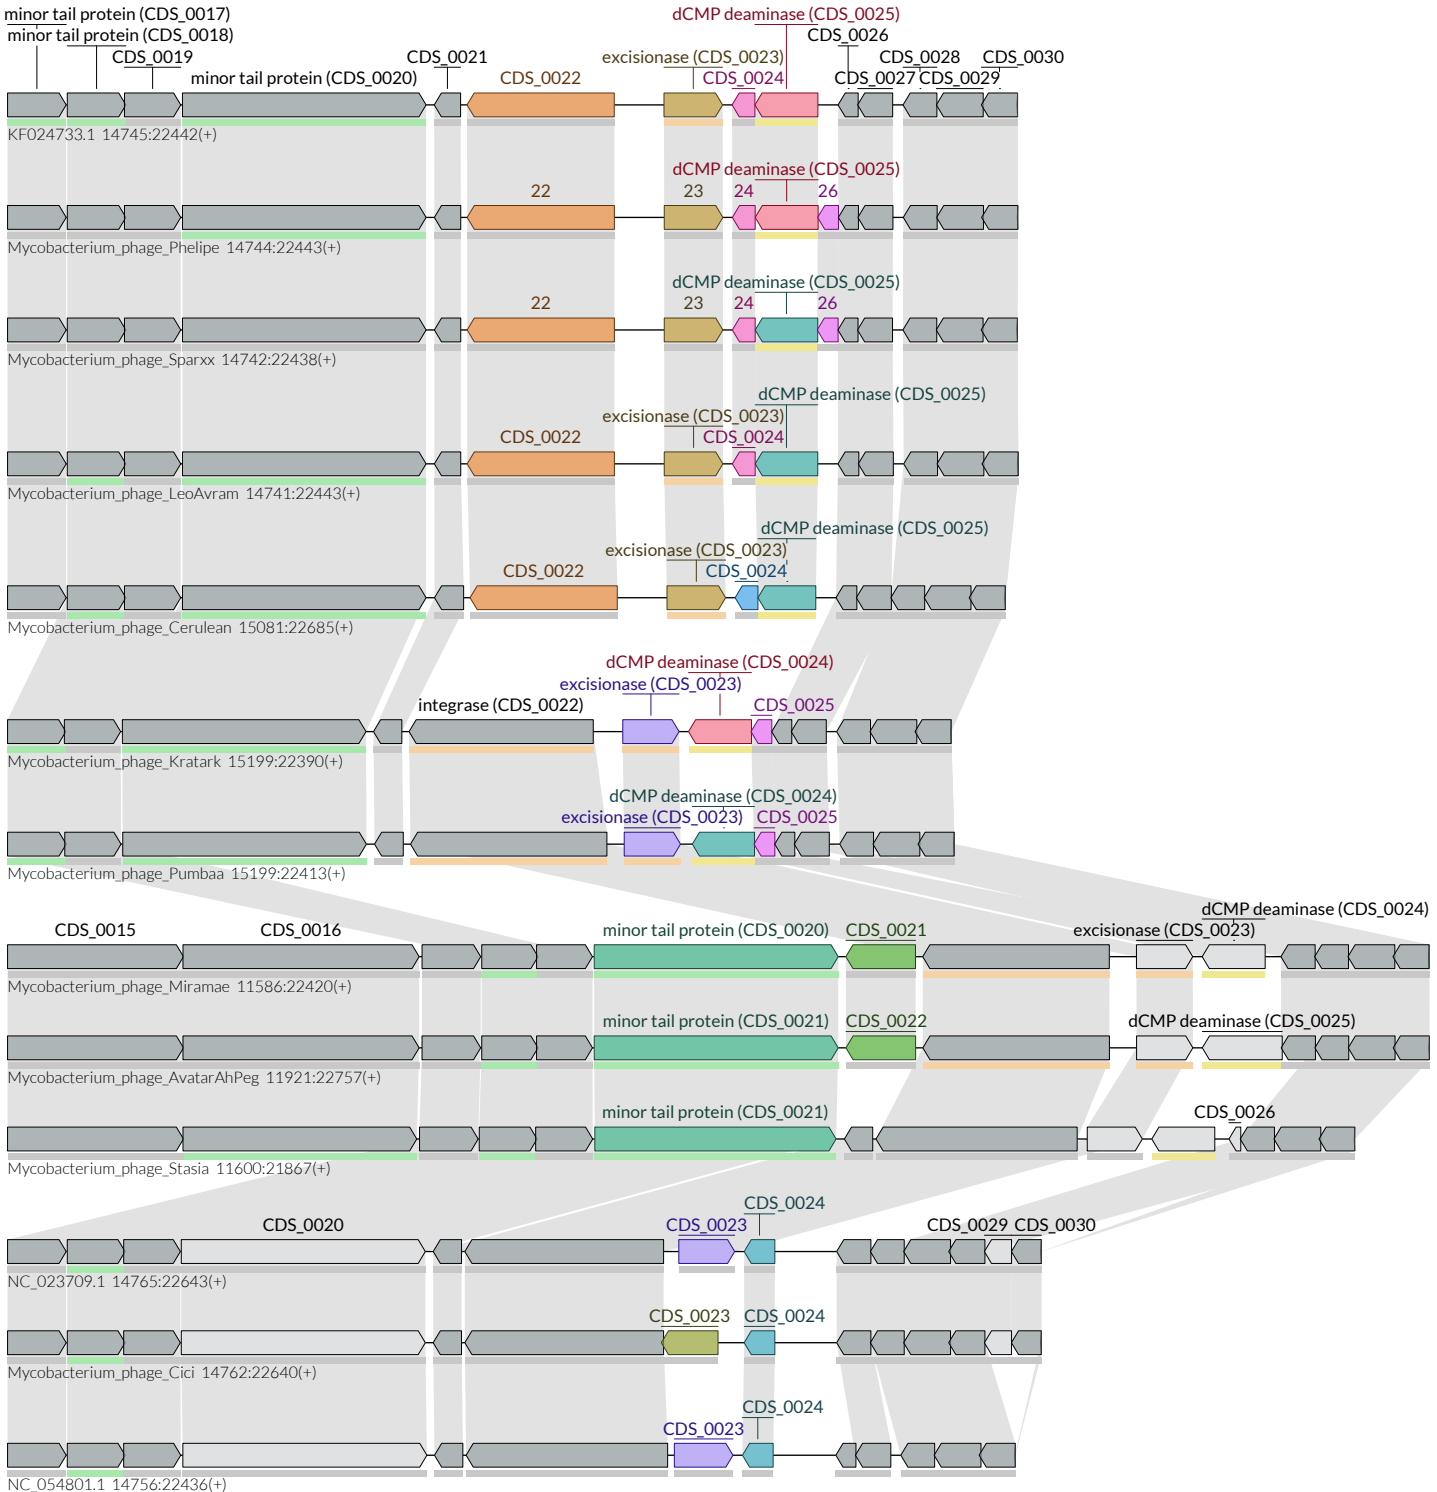 minor tail protein (CDS_0017)
dCMP deaminase (CDS_0025)
minor tail protein (CDS_0018)
CDS_0026
CDS_0019
CDS_0021
excisionase (CDS_0023)
CDS_0028
CDS_0030
minor tail protein (CDS_0020)
CDS_0022
CDS_0024
CDS_0027
CDS_0029
KF024733.1 14745:22442(+)
dCMP deaminase (CDS_0025)
22
23
24
26
Mycobacterium_phage_Phelipe 14744:22443(+)
dCMP deaminase (CDS_0025)
22
23
24
26
Mycobacterium_phage_Sparxx 14742:22438(+)
dCMP deaminase (CDS_0025)
excisionase (CDS_0023)
CDS_0022
CDS_0024
Mycobacterium_phage_LeoAvram 14741:22443(+)
dCMP deaminase (CDS_0025)
excisionase (CDS_0023)
CDS_0022
CDS_0024
Mycobacterium_phage_Cerulean 15081:22685(+)
dCMP deaminase (CDS_0024)
excisionase (CDS_0023)
integrase (CDS_0022)
CDS_0025
Mycobacterium_phage_Kratark 15199:22390(+)
dCMP deaminase (CDS_0024)
excisionase (CDS_0023)
CDS_0025
Mycobacterium_phage_Pumbaa 15199:22413(+)
dCMP deaminase (CDS_0024)
CDS_0015
CDS_0016
minor tail protein (CDS_0020)
CDS_0021
excisionase (CDS_0023)
Mycobacterium_phage_Miramae 11586:22420(+)
minor tail protein (CDS_0021)
CDS_0022
dCMP deaminase (CDS_0025)
Mycobacterium_phage_AvatarAhPeg 11921:22757(+)
minor tail protein (CDS_0021)
CDS_0026
Mycobacterium_phage_Stasia 11600:21867(+)
CDS_0024
CDS_0020
CDS_0023
CDS_0029
CDS_0030
NC_023709.1 14765:22643(+)
CDS_0023
CDS_0024
Mycobacterium_phage_Cici 14762:22640(+)
CDS_0024
CDS_0023
NC_054801.1 14756:22436(+)